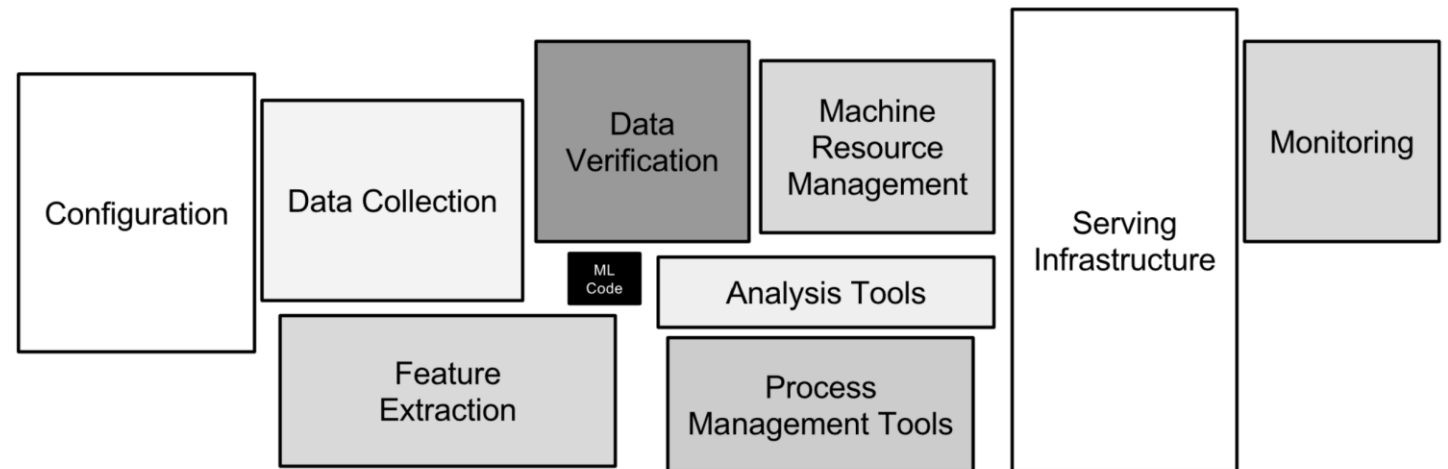 Configuration
Data Collection
Data
Verification
Machine
Resource
Management
Monitoring
Serving
Infrastructure
ML
Code
Analysis Tools
Feature
Extraction
Process
Management Tools